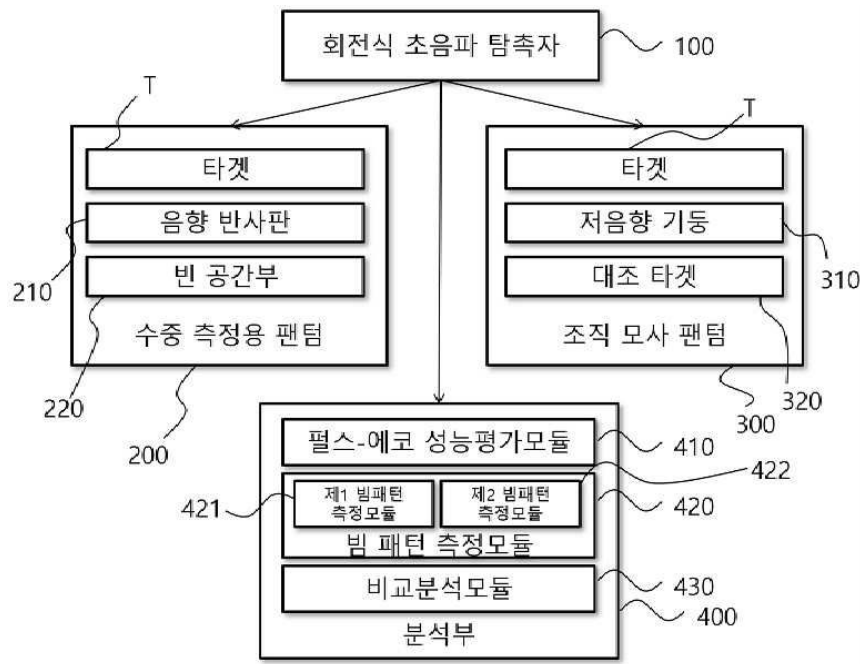 회전식 초음파 탐촉자
100
T
타겟
음향 반사판
210
빈 공간부
220
수중 측정용 팬텀
200
T
타겟
저음향 기둥
310
대조 타겟
320
조직 모사 팬텀
300
펄스-에코 성능평가모듈
410
422
421
제1 빔패턴
측정모듈
제2 빔패턴
측정모듈
420
빔 패턴 측정모듈
비교분석모듈
430
400
분석부